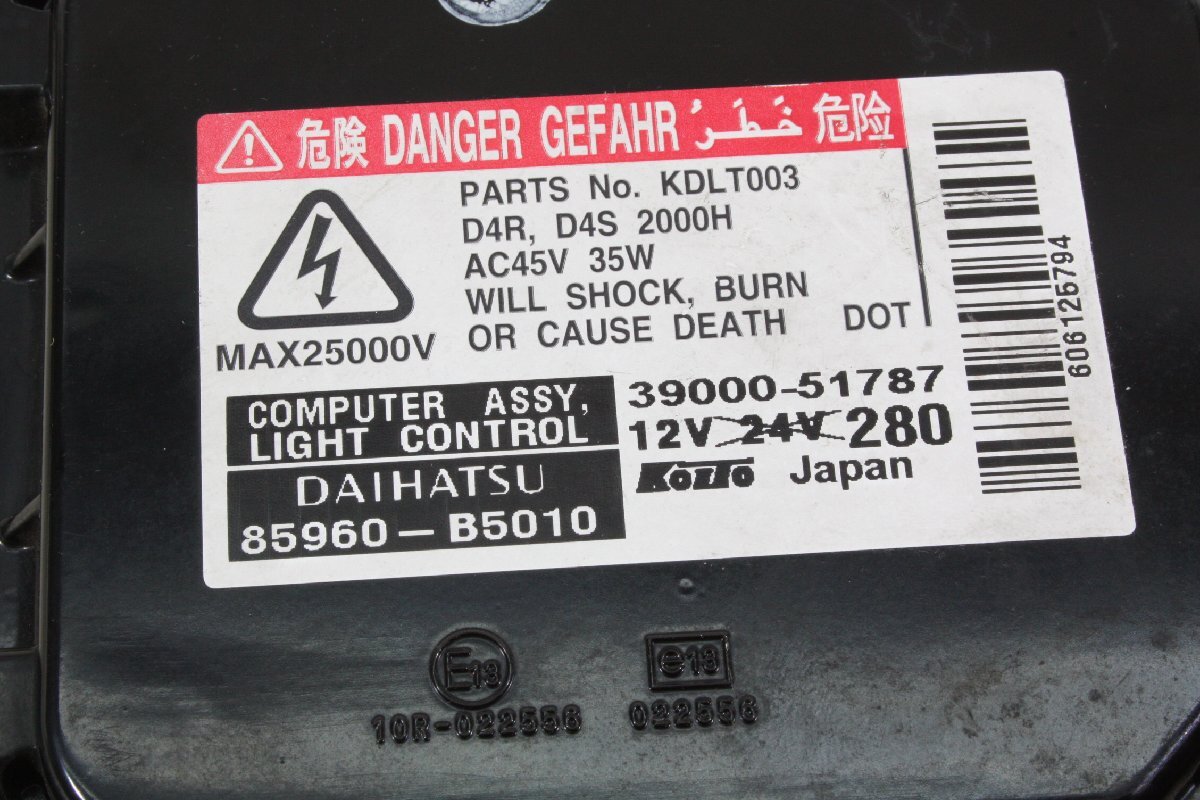 危険 DANGER GEFAHR خَطَرُ 危险
PARTS No. KDLT003
D4R, D4S 2000H
AC45V 35W
WILL SHOCK, BURN
OR CAUSE DEATH DOT
MAX25000V
COMPUTER ASSY,
LIGHT CONTROL
DAIHATSU
85960-B5010
39000-51787
12V 24V 280
KOITO Japan
606125794
E13
10R-022556
e13
022556